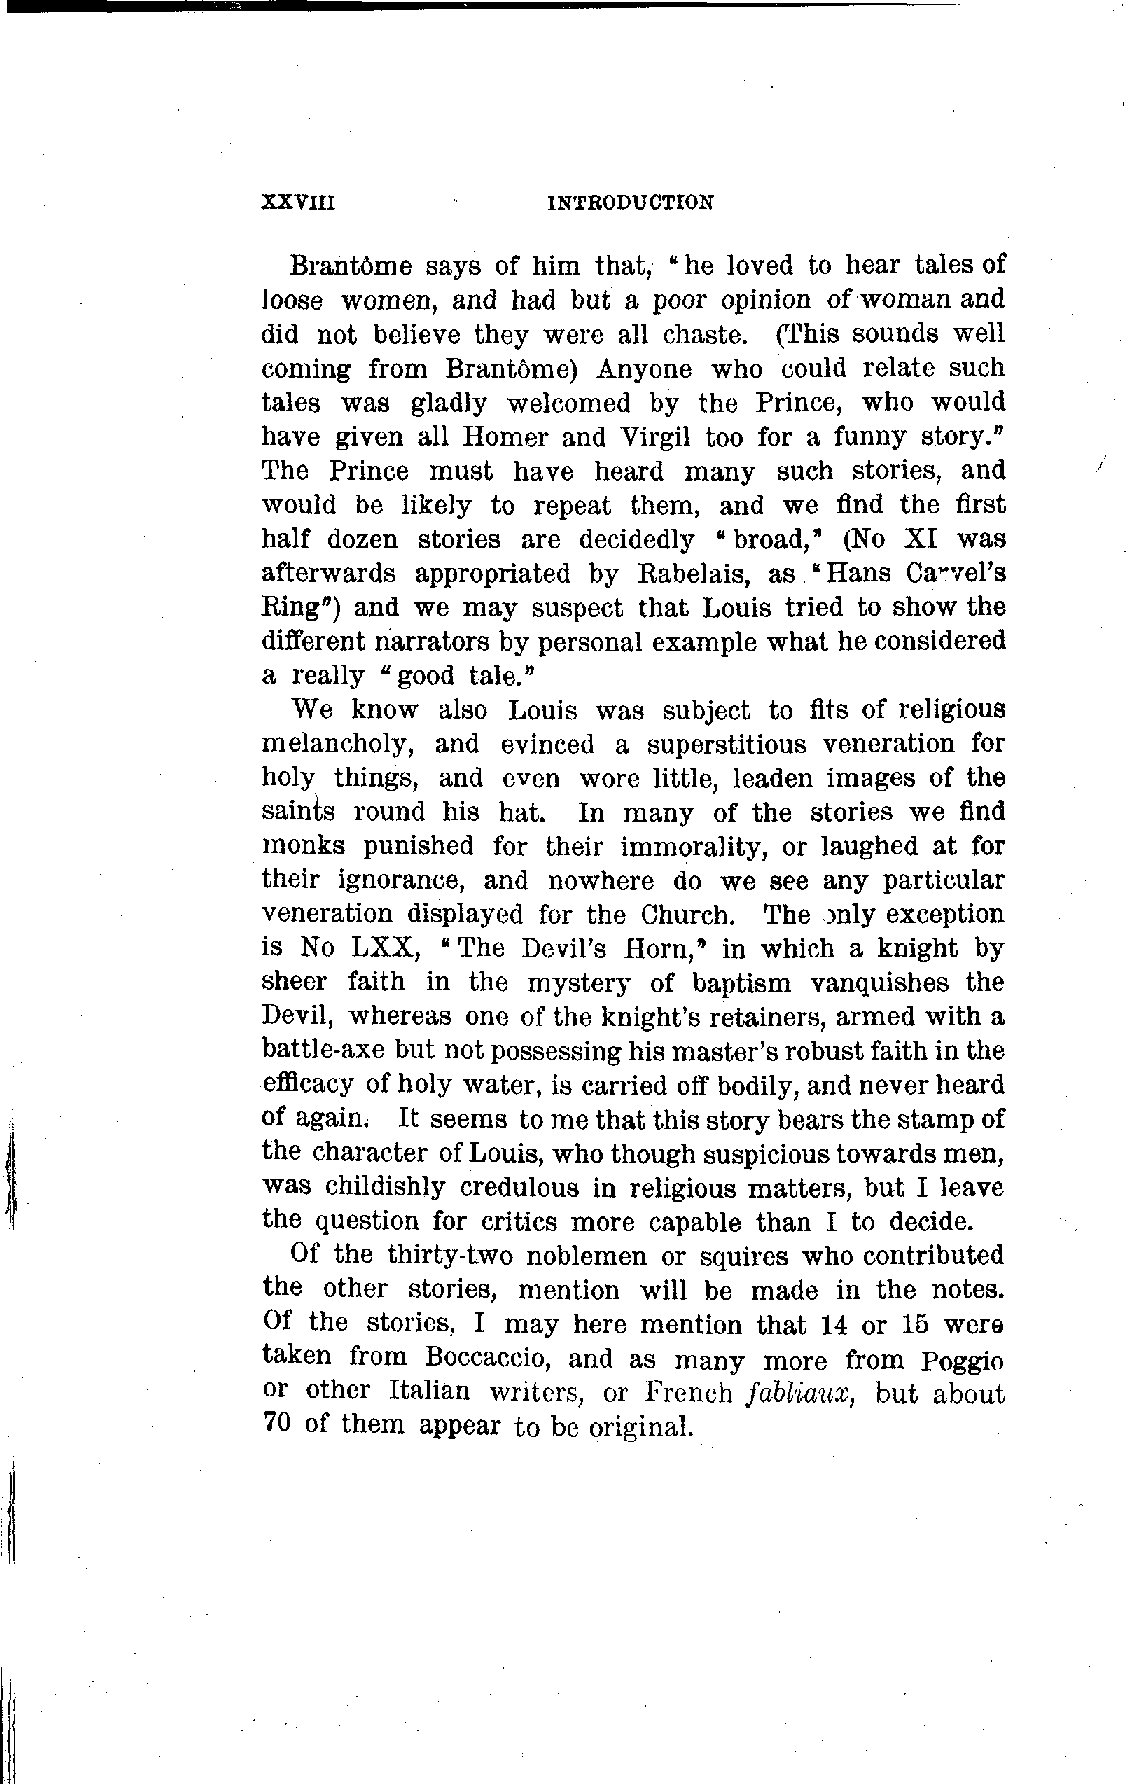 XXVIII INTRODUCTION
Brantôme says of him that, "he loved to hear tales of
loose women, and had but a poor opinion of woman and
did not believe they were all chaste. (This sounds well
coming from Brantôme) Anyone who could relate such
tales was gladly welcomed by the Prince, who would
have given all Homer and Virgil too for a funny story."
The Prince must have heard many such stories, and
would be likely to repeat them, and we find the first
half dozen stories are decidedly "broad," (No XI was
afterwards appropriated by Rabelais, as "Hans Carvel's
Ring") and we may suspect that Louis tried to show the
different narrators by personal example what he considered
a really "good tale."
We know also Louis was subject to fits of religious
melancholy, and evinced a superstitious veneration for
holy things, and even wore little, leaden images of the
saints round his hat. In many of the stories we find
monks punished for their immorality, or laughed at for
their ignorance, and nowhere do we see any particular
veneration displayed for the Church. The only exception
is No LXX, "The Devil's Horn," in which a knight by
sheer faith in the mystery of baptism vanquishes the
Devil, whereas one of the knight's retainers, armed with a
battle-axe but not possessing his master's robust faith in the
efficacy of holy water, is carried off bodily, and never heard
of again. It seems to me that this story bears the stamp of
the character of Louis, who though suspicious towards men,
was childishly credulous in religious matters, but I leave
the question for critics more capable than I to decide.
Of the thirty-two noblemen or squires who contributed
the other stories, mention will be made in the notes.
Of the stories, I may here mention that 14 or 15 were
taken from Boccaccio, and as many more from Poggio
or other Italian writers, or French fabliaux, but about
70 of them appear to be original.